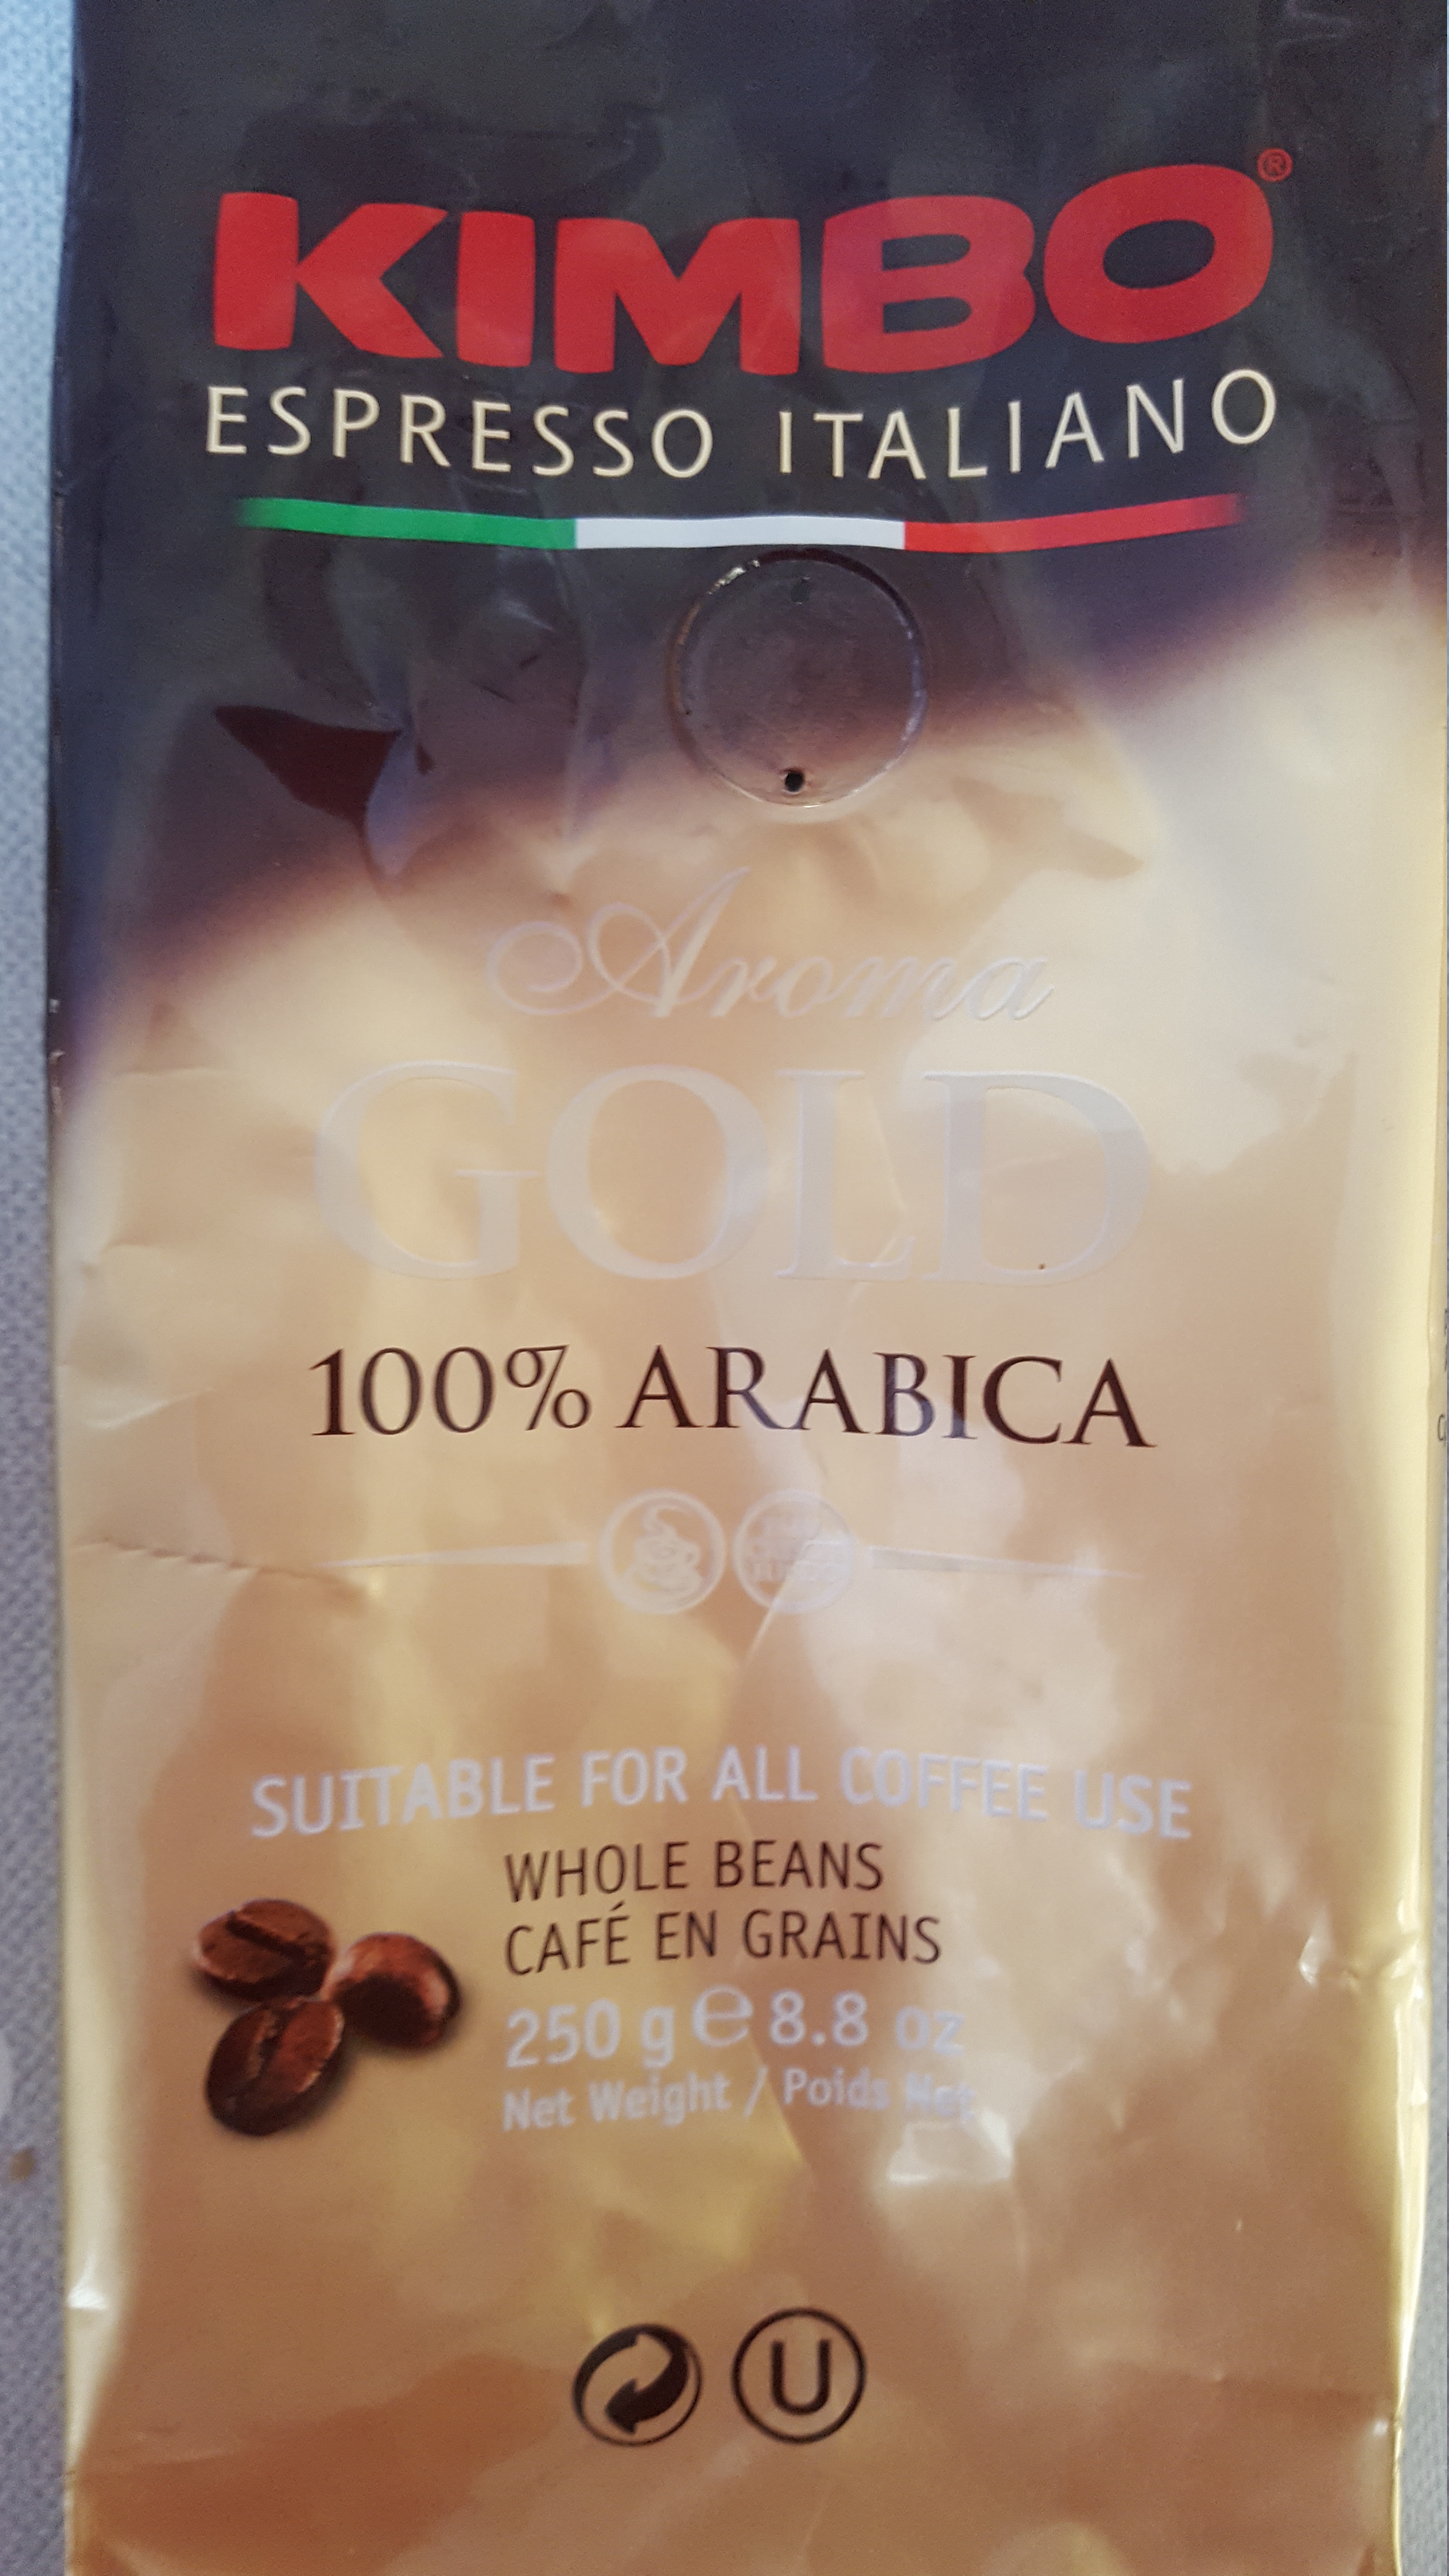 KIMBO®
ESPRESSO ITALIANO
Aroma
GOLD
100% ARABICA
SUITABLE FOR ALL COFFEE USE
WHOLE BEANS
CAFÉ EN GRAINS
250 g e 8.8 oz
Net Weight / Poids Net
U